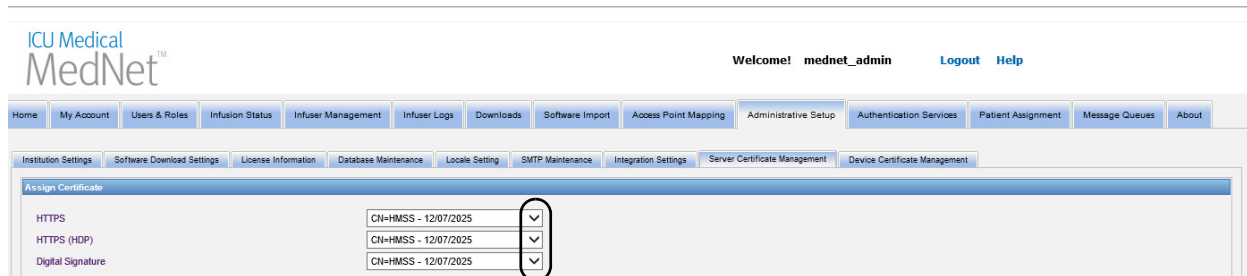 ICU Medical
MedNet™
Welcome! mednet_admin Logout Help
Home My Account Users & Roles Infusion Status Infuser Management Infuser Logs Downloads Software Import Access Point Mapping Administrative Setup Authentication Services Patient Assignment Message Queues About
Institution Settings Software Download Settings License Information Database Maintenance Locale Setting SMTP Maintenance Integration Settings Server Certificate Management Device Certificate Management
Assign Certificate
HTTPS CN=HMSS - 12/07/2025
HTTPS (HDP) CN=HMSS - 12/07/2025
Digital Signature CN=HMSS - 12/07/2025